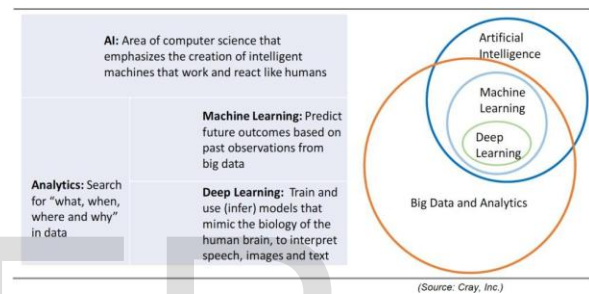 AI: Area of computer science that
emphasizes the creation of intelligent
machines that work and react like humans
Machine Learning: Predict
future outcomes based on
past observations from
big data
Analytics: Search
for "what, when,
where and why"
in data
Deep Learning: Train and
use (infer) models that
mimic the biology of the
human brain, to interpret
speech, images and text
Artificial
Intelligence
Machine
Learning
Deep
Learning
Big Data and Analytics
(Source: Cray, Inc.)